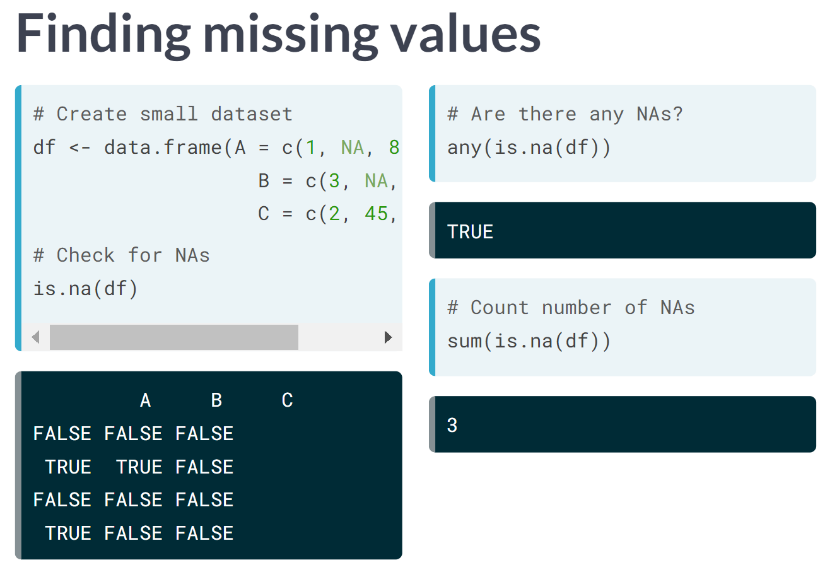 Finding missing values
# Create small dataset
df <- data.frame(A = c(1, NA, 8
B = c(3, NA,
C = c(2, 45,
# Check for NAs
is.na(df)
A B C
FALSE FALSE FALSE
TRUE TRUE FALSE
FALSE FALSE FALSE
TRUE FALSE FALSE
# Are there any NAs?
any(is.na(df))
TRUE
# Count number of NAs
sum(is.na(df))
3